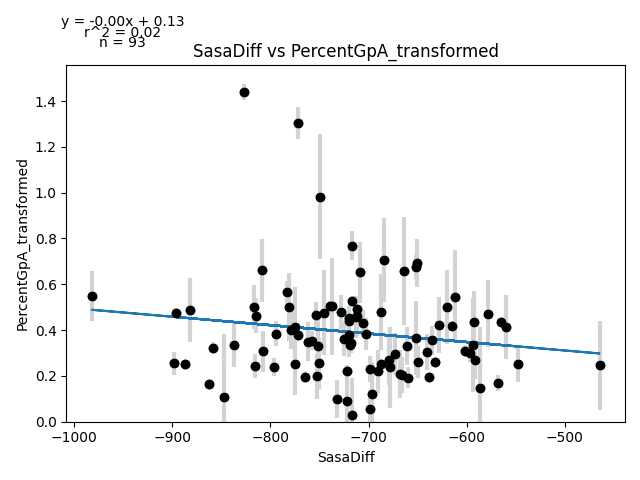 y = -0.00x + 0.13
r^2 = 0.02
n = 93
SasaDiff vs PercentGpA_transformed
PercentGpA_transformed
1.4
1.2
1.0
0.8
0.6
0.4
0.2
0.0
−1000 −900 −800 −700 −600 −500
SasaDiff